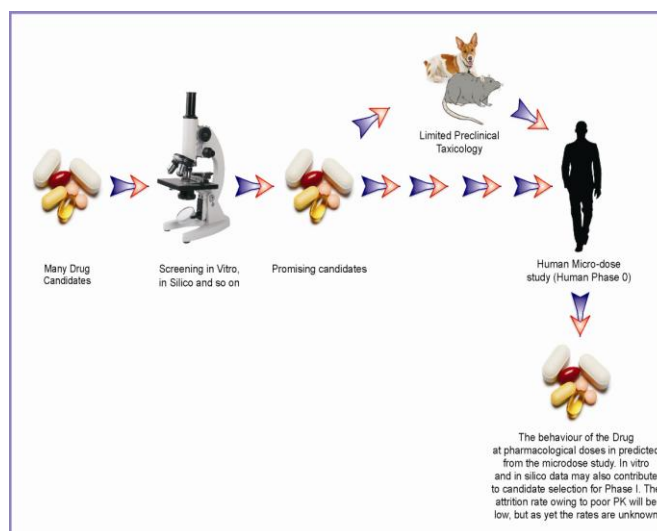 Limited Preclinical
Taxicology
Many Drug
Candidates
Screening in Vitro,
in Silico and so on
Promising candidates
Human Micro-dose
study (Human Phase 0)
The behaviour of the Drug
at pharmacological doses in predicted
from the microdose study. In vitro
and in silico data may also contribute
to candidate selection for Phase I. The
attrition rate owing to poor PK will be
low, but as yet the rates are unknown